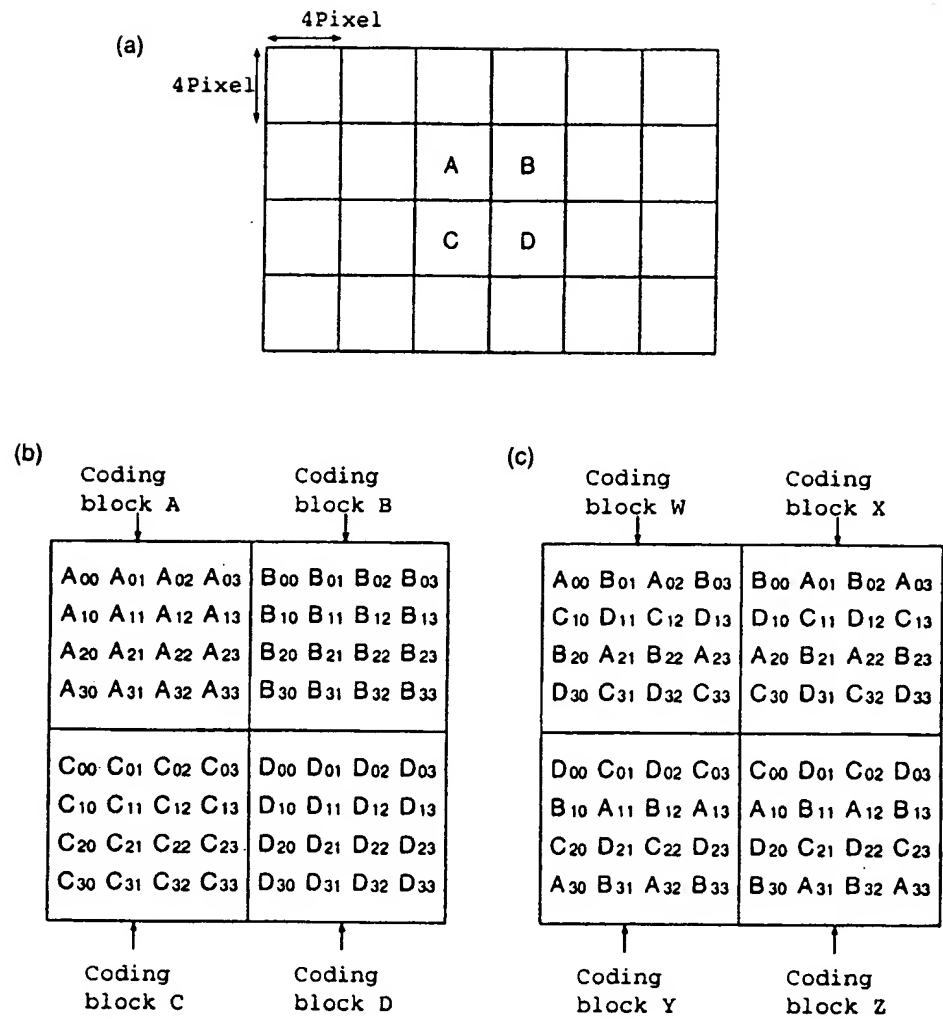 (a)
4Pixel
4Pixel
A B
C D
(b)
Coding
block A
Coding
block B
A00 A01 A02 A03 B00 B01 B02 B03
A10 A11 A12 A13 B10 B11 B12 B13
A20 A21 A22 A23 B20 B21 B22 B23
A30 A31 A32 A33 B30 B31 B32 B33
C00 C01 C02 C03 D00 D01 D02 D03
C10 C11 C12 C13 D10 D11 D12 D13
C20 C21 C22 C23 D20 D21 D22 D23
C30 C31 C32 C33 D30 D31 D32 D33
Coding
block C
Coding
block D
(c)
Coding
block W
Coding
block X
A00 B01 A02 B03 B00 A01 B02 A03
C10 D11 C12 D13 D10 C11 D12 C13
B20 A21 B22 A23 A20 B21 A22 B23
D30 C31 D32 C33 C30 D31 C32 D33
D00 C01 D02 C03 C00 D01 C02 D03
B10 A11 B12 A13 A10 B11 A12 B13
C20 D21 C22 D23 D20 C21 D22 C23
A30 B31 A32 B33 B30 A31 B32 A33
Coding
block Y
Coding
block Z